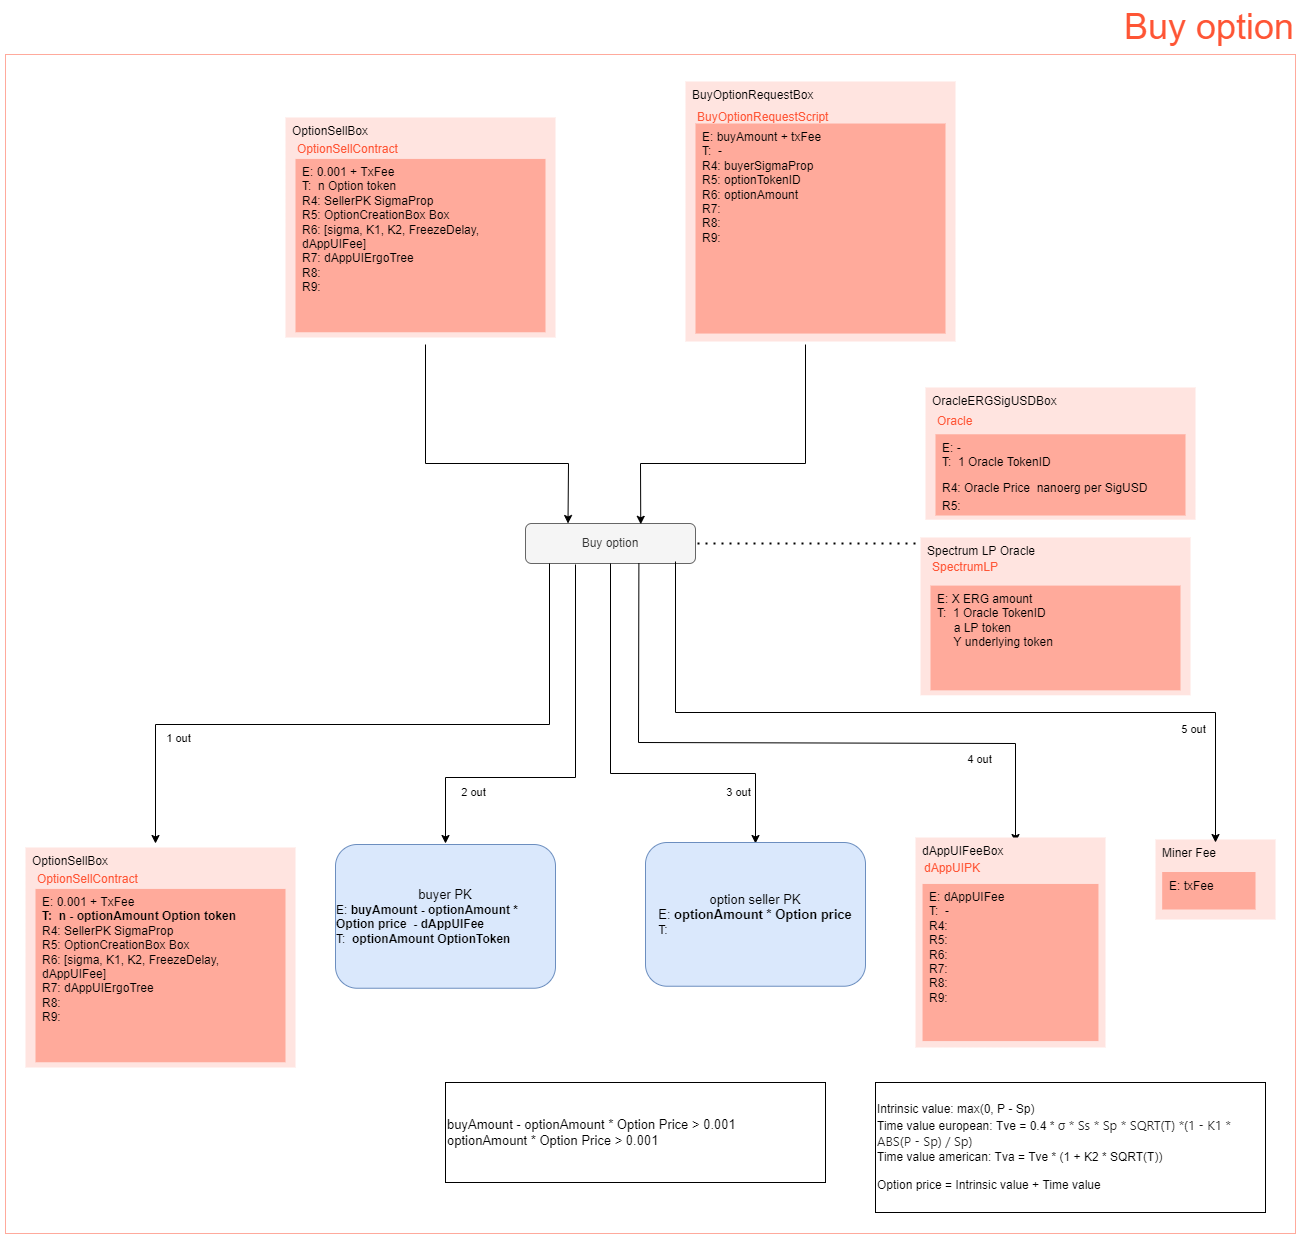 Buy option
OptionSellBox
OptionSellContract
E: 0.001 + TxFee
T:  n Option token
R4: SellerPK SigmaProp
R5: OptionCreationBox Box
R6: [sigma, K1, K2, FreezeDelay,
dAppUIFee]
R7: dAppUIErgoTree
R8:
R9:
BuyOptionRequestBox
BuyOptionRequestScript
E: buyAmount + txFee
T:  -
R4: buyerSigmaProp
R5: optionTokenID
R6: optionAmount
R7:
R8:
R9:
OracleERGSigUSDBox
Oracle
E: -
T:  1 Oracle TokenID
R4: Oracle Price  nanoerg per SigUSD
R5:
Buy option
Spectrum LP Oracle
SpectrumLP
E: X ERG amount
T:  1 Oracle TokenID
a LP token
Y underlying token
1 out
2 out
3 out
4 out
5 out
OptionSellBox
OptionSellContract
E: 0.001 + TxFee
T:  n - optionAmount Option token
R4: SellerPK SigmaProp
R5: OptionCreationBox Box
R6: [sigma, K1, K2, FreezeDelay,
dAppUIFee]
R7: dAppUIErgoTree
R8:
R9:
buyer PK
E: buyAmount - optionAmount *
Option price  - dAppUIFee
T:  optionAmount OptionToken
option seller PK
E: optionAmount * Option price
T:
dAppUIFeeBox
dAppUIPK
E: dAppUIFee
T:  -
R4:
R5:
R6:
R7:
R8:
R9:
Miner Fee
E: txFee
buyAmount - optionAmount * Option Price > 0.001
optionAmount * Option Price > 0.001
Intrinsic value: max(0, P - Sp)
Time value european: Tve = 0.4 * σ * Ss * Sp * SQRT(T) *(1 - K1 *
ABS(P - Sp) / Sp)
Time value american: Tva = Tve * (1 + K2 * SQRT(T))
Option price = Intrinsic value + Time value